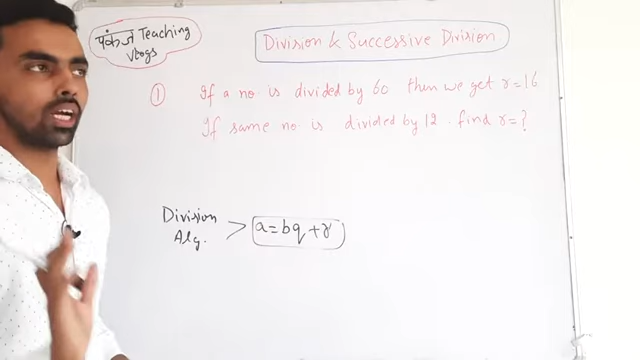 पंकज Teaching
Vlogs
Division & Successive Division
① If a no. is divided by 60 then we get r=16
If same no. is divided by 12. find r=?
Division
Alg. > a=bq+r